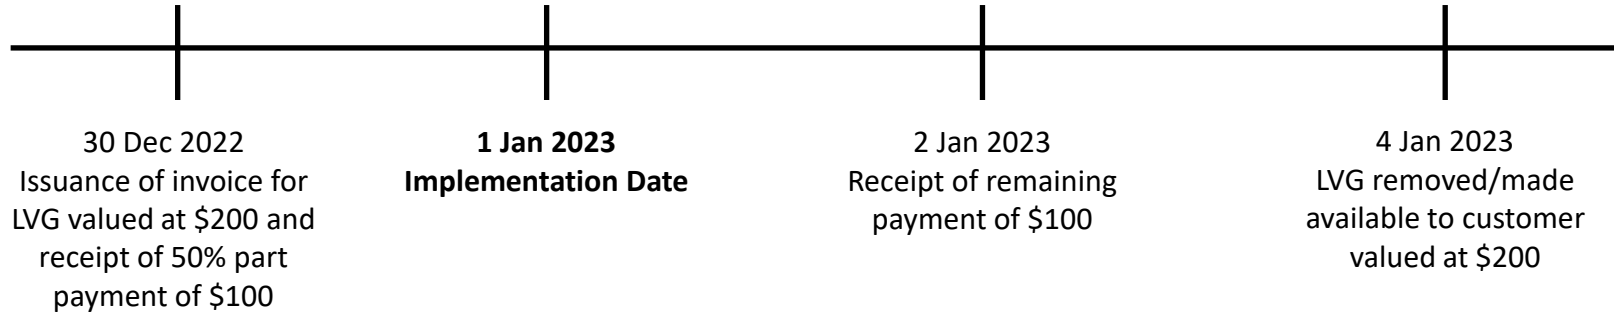 30 Dec 2022
Issuance of invoice for
LVG valued at $200 and
receipt of 50% part
payment of $100
1 Jan 2023
Implementation Date
2 Jan 2023
Receipt of remaining
payment of $100
4 Jan 2023
LVG removed/made
available to customer
valued at $200